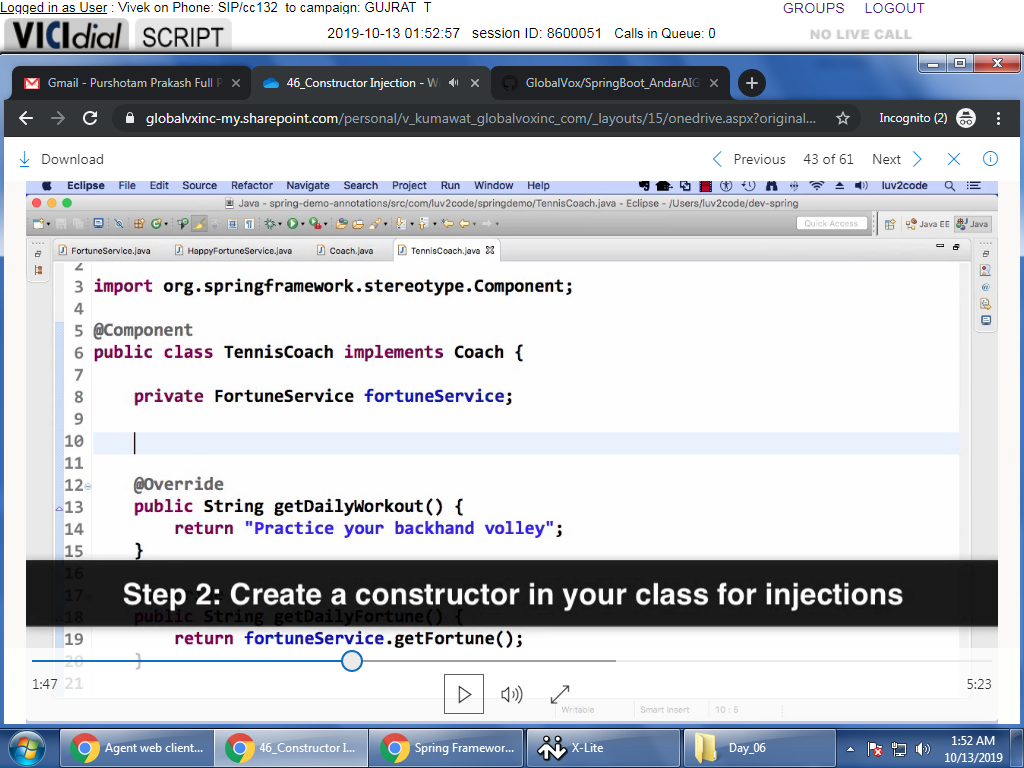 Logged in as User : Vivek on Phone: SIP/cc132 to campaign: GUJRAT_T
GROUPS LOGOUT
VICIdial SCRIPT
2019-10-13 01:52:57 session ID: 8600051 Calls in Queue: 0
NO LIVE CALL
Gmail - Purshotam Prakash Full P
46_Constructor Injection - W
GlobalVox/SpringBoot_AndarAIG
globalvxinc-my.sharepoint.com/personal/v_kumawat_globalvoxinc_com/_layouts/15/onedrive.aspx?original...
Incognito (2)
Download
Previous 43 of 61 Next
Eclipse File Edit Source Refactor Navigate Search Project Run Window Help
luv2code
Java - spring-demo-annotations/src/com/luv2code/springdemo/TennisCoach.java - Eclipse - /Users/luv2code/dev-spring
Quick Access
Java EE
Java
FortuneService.java
HappyFortuneService.java
Coach.java
TennisCoach.java
2
3 import org.springframework.stereotype.Component;
4
5 @Component
6 public class TennisCoach implements Coach {
7
8 private FortuneService fortuneService;
9
10
11
12 @Override
13 public String getDailyWorkout() {
14 return "Practice your backhand volley";
15 }
16
Step 2: Create a constructor in your class for injections
17
18 public String getDailyFortune() {
19 return fortuneService.getFortune();
20 }
21
1:47
5:23
Writable
Smart Insert
10 : 5
Agent web client...
46_Constructor I...
Spring Framewor...
X-Lite
Day_06
1:52 AM
10/13/2019